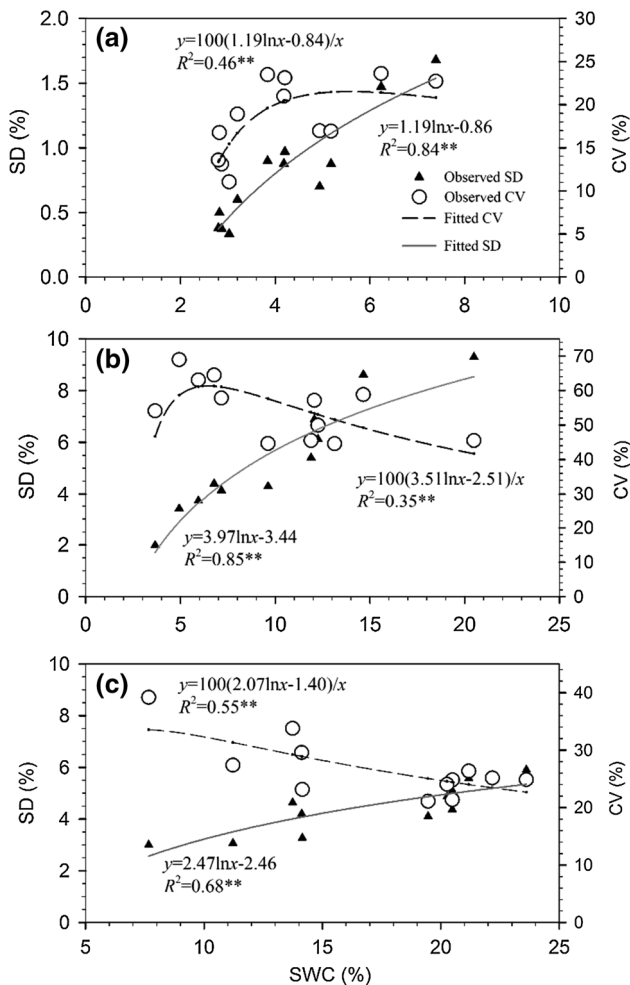 (a)
y=100(1.19lnx-0.84)/x
R²=0.46**
y=1.19lnx-0.86
R²=0.84**
Observed SD
Observed CV
Fitted CV
Fitted SD
SD (%)
2.0
1.5
1.0
0.5
0.0
CV (%)
30
25
20
15
10
5
0
0 2 4 6 8 10
(b)
y=100(3.51lnx-2.51)/x
R²=0.35**
y=3.97lnx-3.44
R²=0.85**
SD (%)
10
8
6
4
2
0
CV (%)
70
60
50
40
30
20
10
0
0 5 10 15 20 25
(c)
y=100(2.07lnx-1.40)/x
R²=0.55**
y=2.47lnx-2.46
R²=0.68**
SD (%)
10
8
6
4
2
0
CV (%)
40
30
20
10
0
5 10 15 20 25
SWC (%)